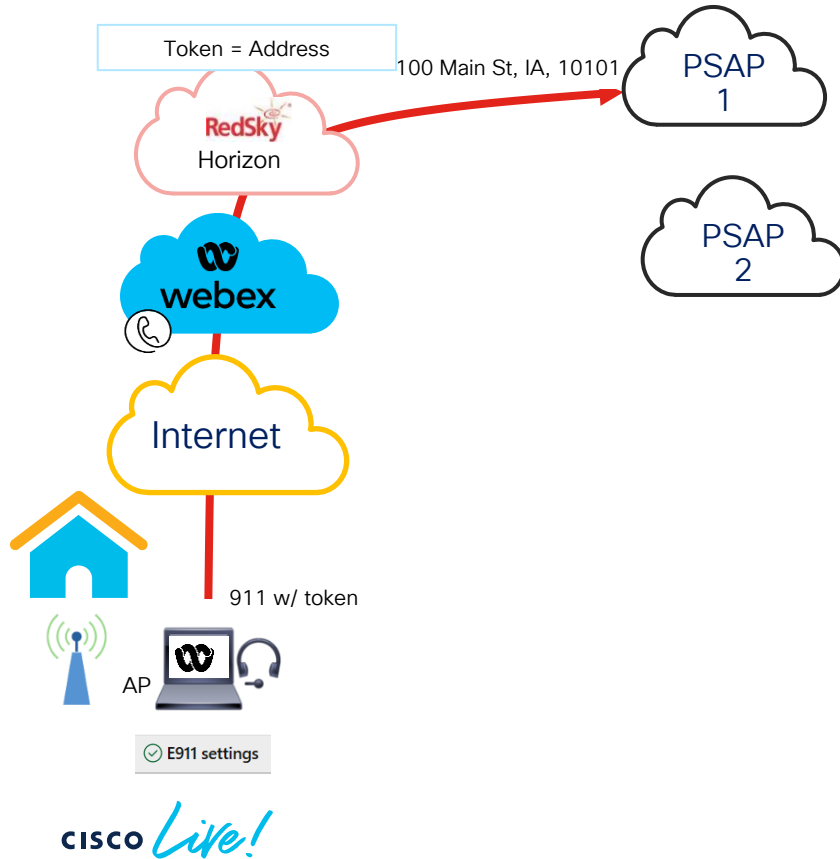 Token = Address
100 Main St, IA, 10101
PSAP
1
RedSky
Horizon
PSAP
2
webex
Internet
911 w/ token
AP
E911 settings
CISCO Live!